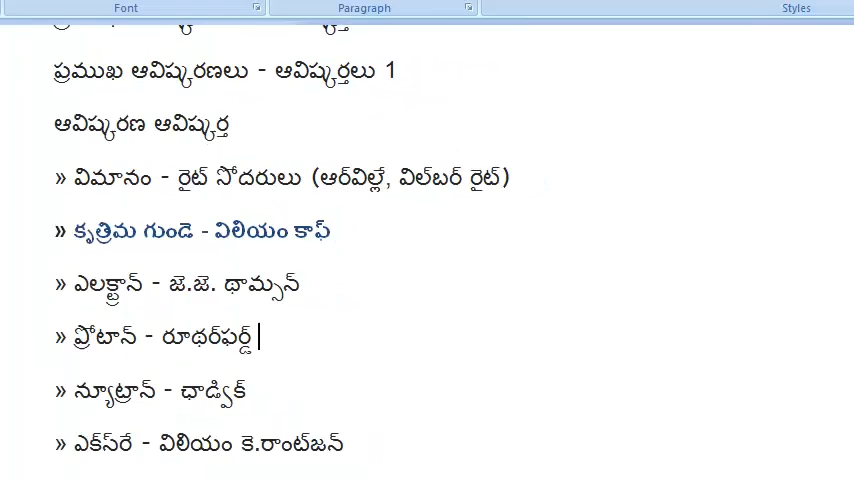 Font Paragraph Styles
ప్రముఖ ఆవిష్కరణలు - ఆవిష్కర్తలు 1
ఆవిష్కరణ ఆవిష్కర్త
» విమానం - రైట్ సోదరులు (ఆర్‌విల్లే, విల్‌బర్ రైట్)
» కృత్రిమ గుండె - విలియం కాఫ్
» ఎలక్ట్రాన్ - జె.జె. థామ్సన్
» ప్రోటాన్ - రూథర్‌ఫర్డ్
» న్యూట్రాన్ - ఛాడ్విక్
» ఎక్స్‌రే - విలియం కె.రాంట్‌జన్